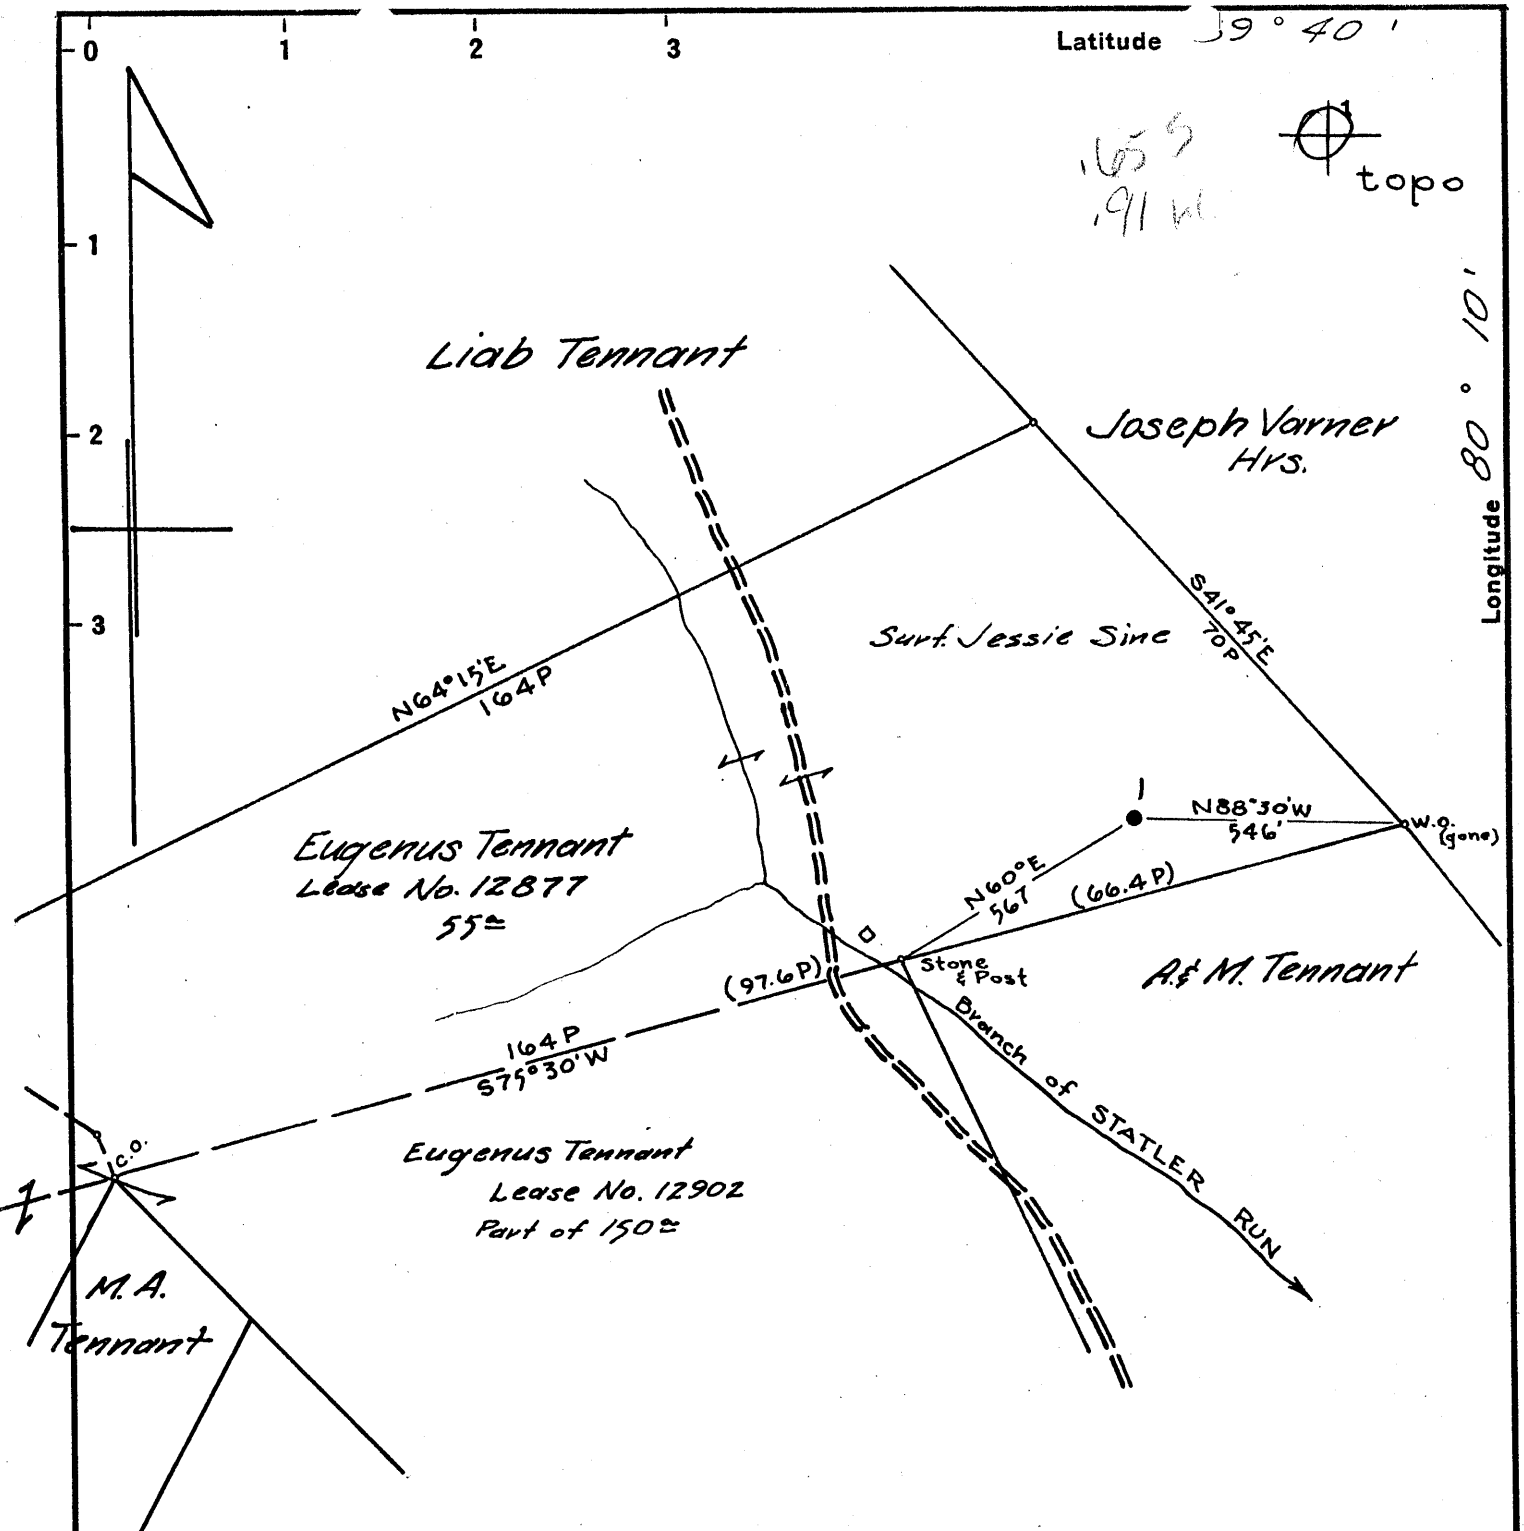 0 1 2 3
Latitude 39° 40'
1
topo
.65 S
.91 W.
1
2
3
Longitude 80° 10'
Liab Tennant
Joseph Varner
Hrs.
S41°45'E
70P
Surf. Jessie Sine
N64°15'E
164P
1
N88°30'W
546'
W.O.
(gone)
Eugenus Tennant
Lease No. 12877
55≃
N60°E
567
(66.4P)
(97.6P)
Stone
& Post
A.& M. Tennant
164P
S75°30'W
Branch of STATLER RUN
C.O.
Eugenus Tennant
Lease No. 12902
Part of 150≃
M.A.
Tennant